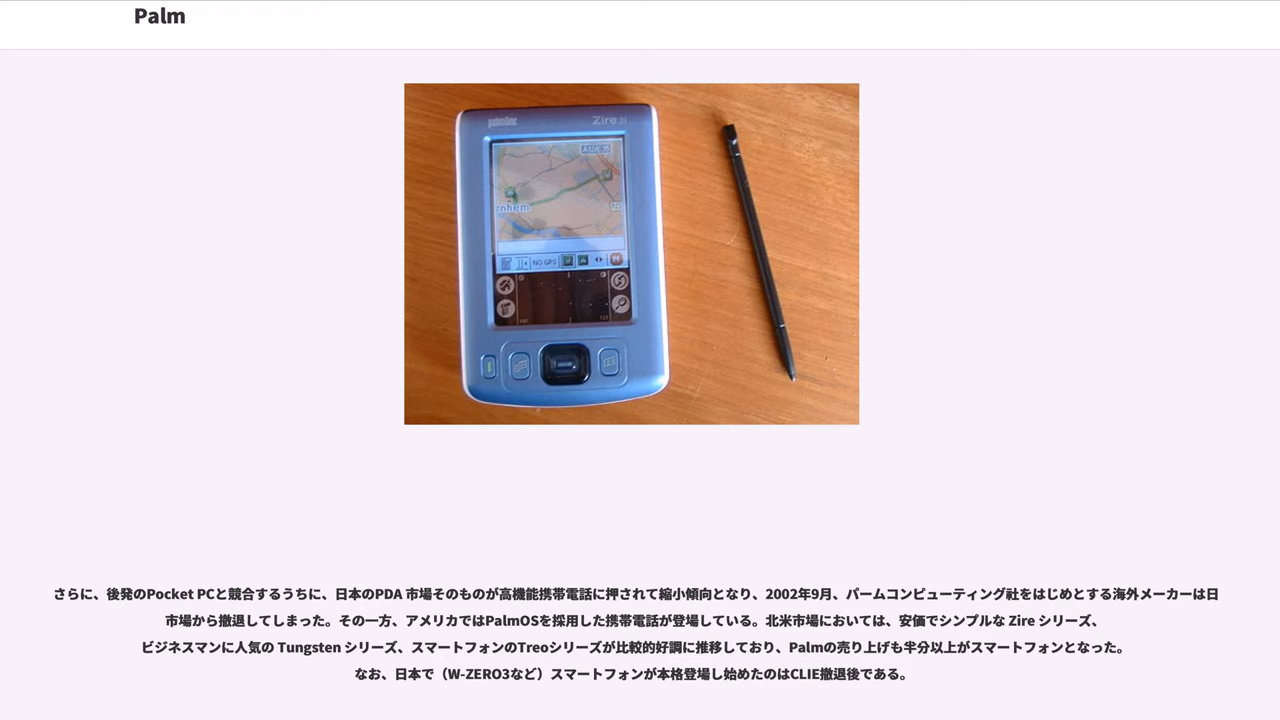 Palm
palmOne
Zire 31
nhem
NO GPS
さらに、後発のPocket PCと競合するうちに、日本のPDA 市場そのものが高機能携帯電話に押されて縮小傾向となり、2002年9月、パームコンピューティング社をはじめとする海外メーカーは日
市場から撤退してしまった。その一方、アメリカではPalmOSを採用した携帯電話が登場している。北米市場においては、安価でシンプルな Zire シリーズ、
ビジネスマンに人気の Tungsten シリーズ、スマートフォンのTreoシリーズが比較的好調に推移しており、Palmの売り上げも半分以上がスマートフォンとなった。
なお、日本で（W-ZERO3など）スマートフォンが本格登場し始めたのはCLIE撤退後である。